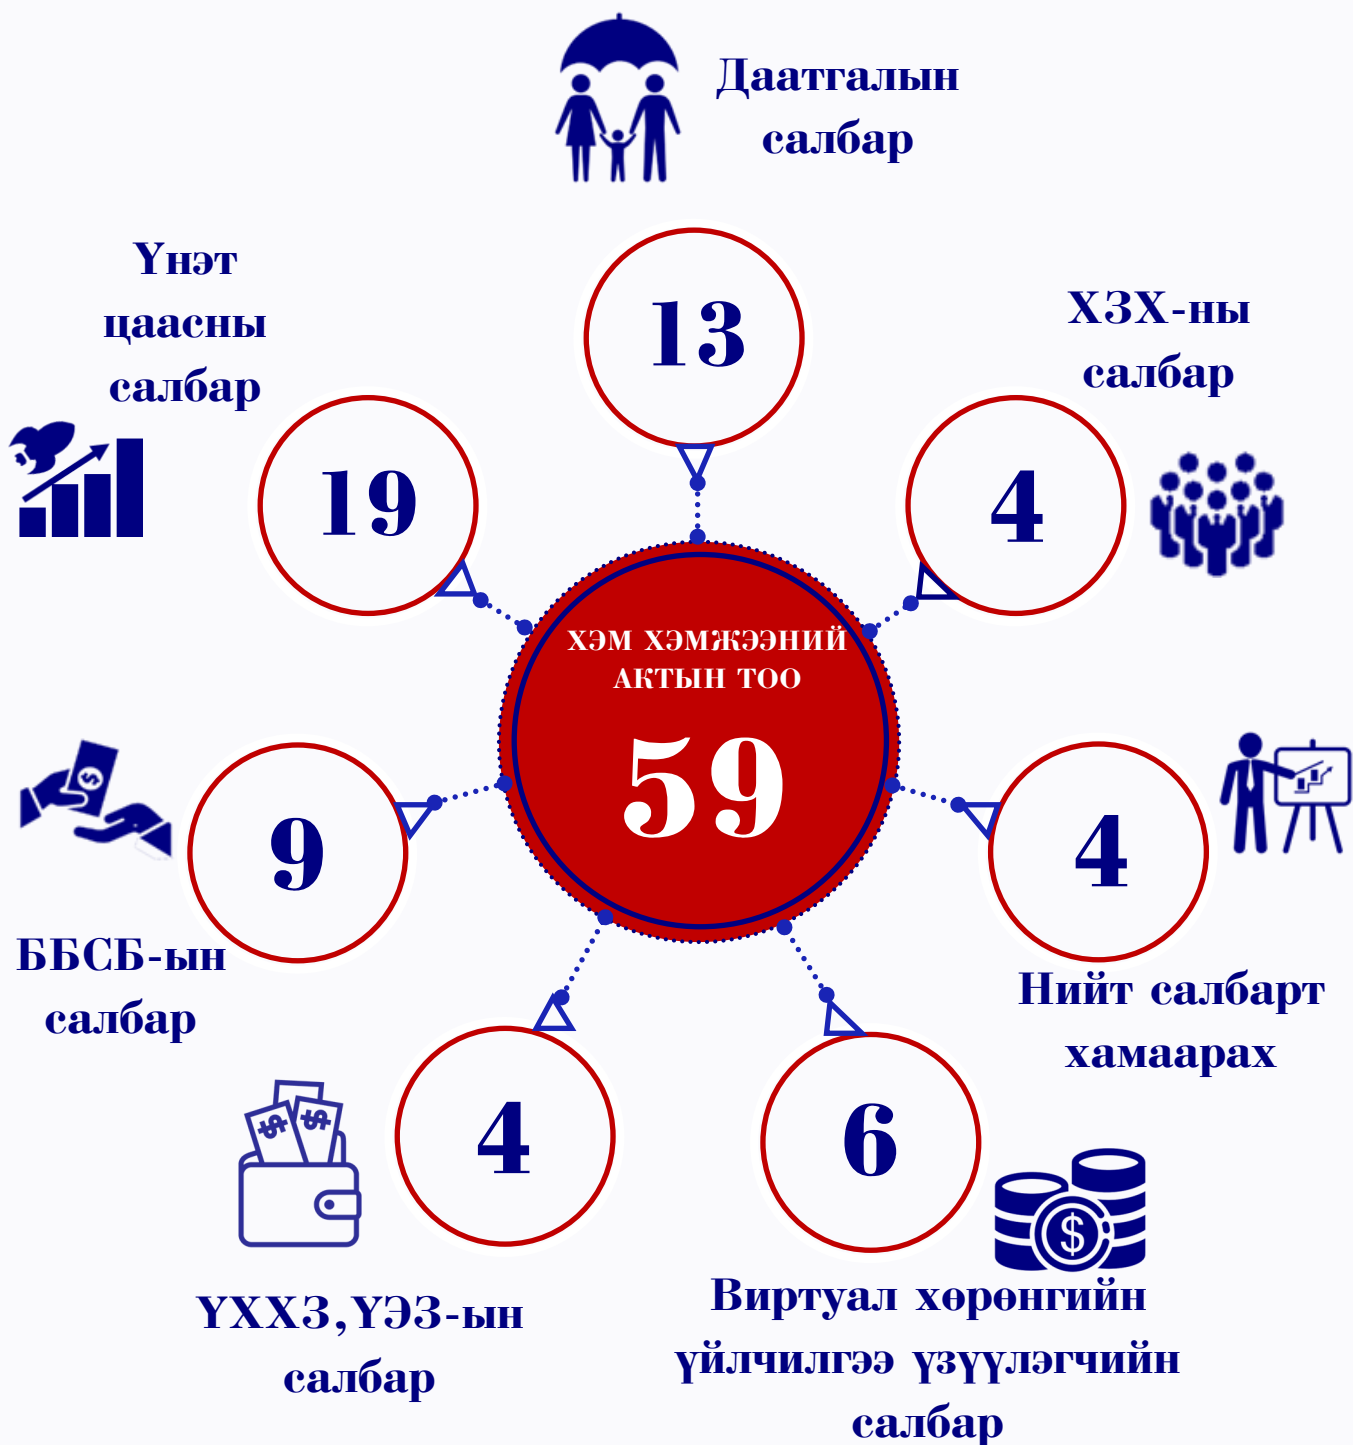 Даатгалын
салбар
13
Үнэт
цаасны
салбар
19
ХЗХ-ны
салбар
4
ХЭМ ХЭМЖЭЭНИЙ
АКТЫН ТОО
59
9
ББСБ-ын
салбар
4
Нийт салбарт
хамаарах
4
ҮХХЗ,ҮЭЗ-ын
салбар
6
Виртуал хөрөнгийн
үйлчилгээ үзүүлэгчийн
салбар